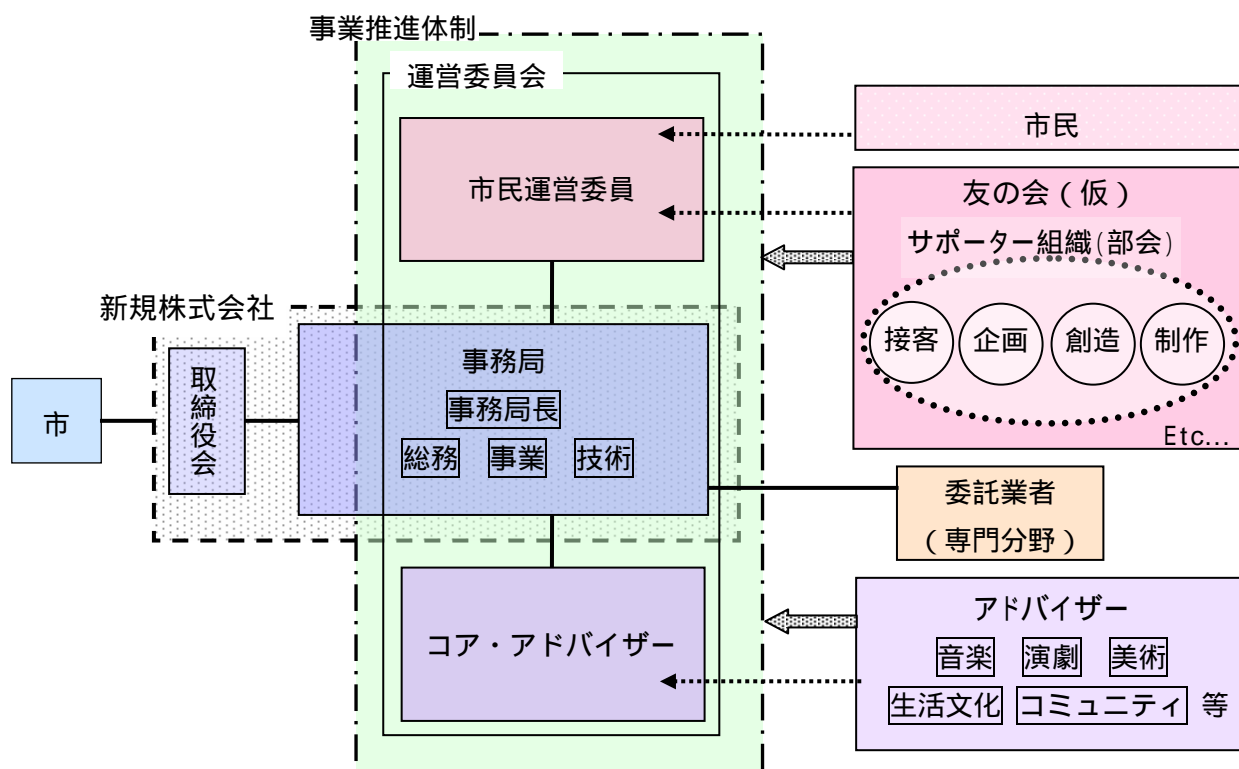 事業推進体制
運営委員会
市民運営委員
新規株式会社
市
取締役会
事務局
事務局長
総務 事業 技術
コア・アドバイザー
市民
友の会(仮)
サポーター組織(部会)
接客 企画 創造 制作
Etc...
委託業者
(専門分野)
アドバイザー
音楽 演劇 美術
生活文化 コミュニティ 等